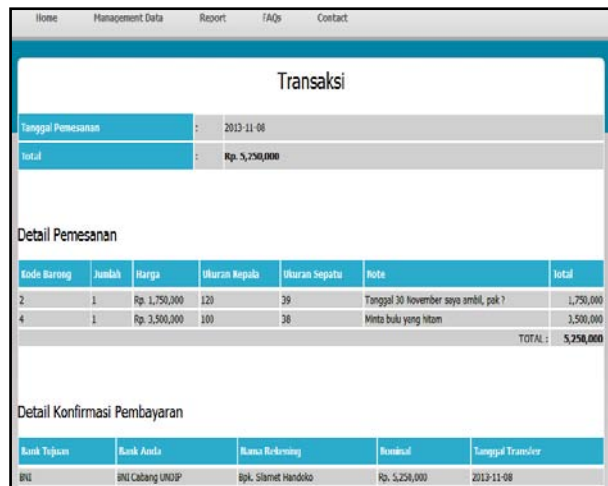 Home Management Data Report FAQs Contact
Transaksi
Tanggal Pemesanan : 2013-11-08
Total : Rp. 5,250,000
Detail Pemesanan
Kode Barong Jumlah Harga Ukuran Kepala Ukuran Sepatu Note Total
2 1 Rp. 1,750,000 120 39 Tanggal 30 November saya ambil, pak ? 1,750,000
4 1 Rp. 3,500,000 100 38 Minta bulu yang hitam 3,500,000
TOTAL : 5,250,000
Detail Konfirmasi Pembayaran
Bank Tujuan Bank Anda Nama Rekening Nominal Tanggal Transfer
BNI BNI Cabang UNDIP Bpk. Slamet Handoko Rp. 5,250,000 2013-11-08